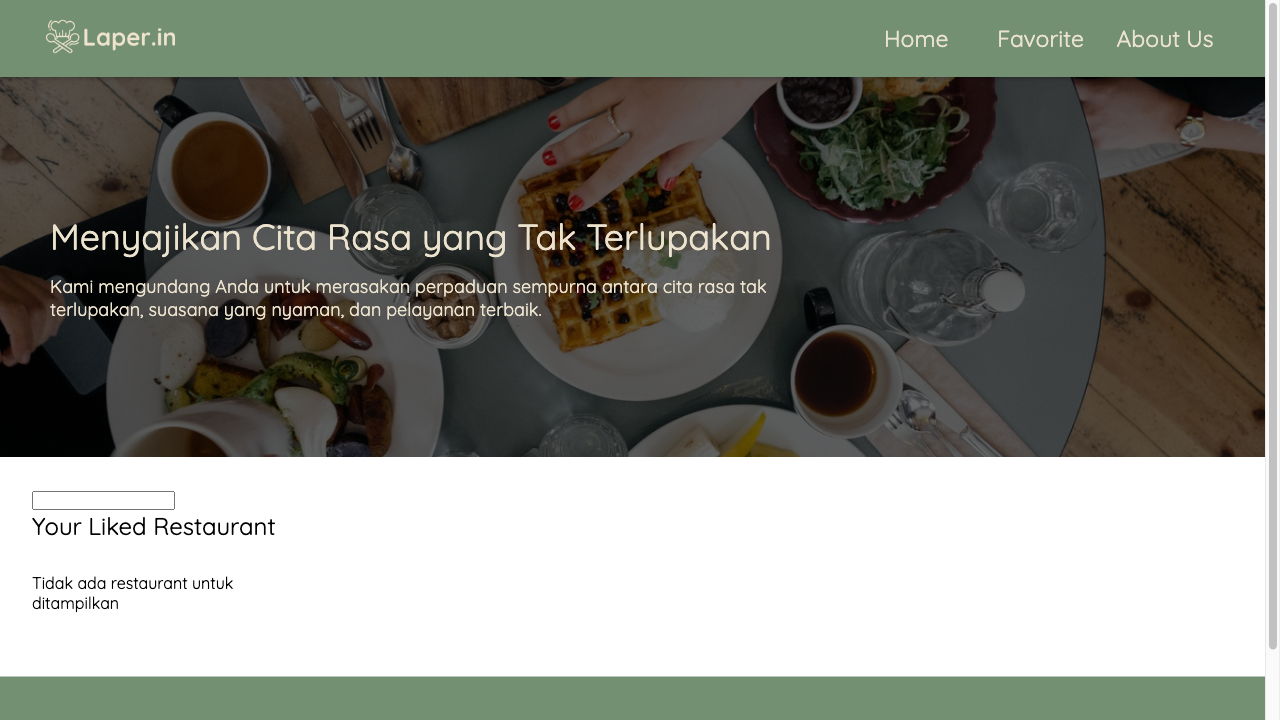 Laper.in
Home
Favorite
About Us
Menyajikan Cita Rasa yang Tak Terlupakan
Kami mengundang Anda untuk merasakan perpaduan sempurna antara cita rasa tak
terlupakan, suasana yang nyaman, dan pelayanan terbaik.
Your Liked Restaurant
Tidak ada restaurant untuk
ditampilkan